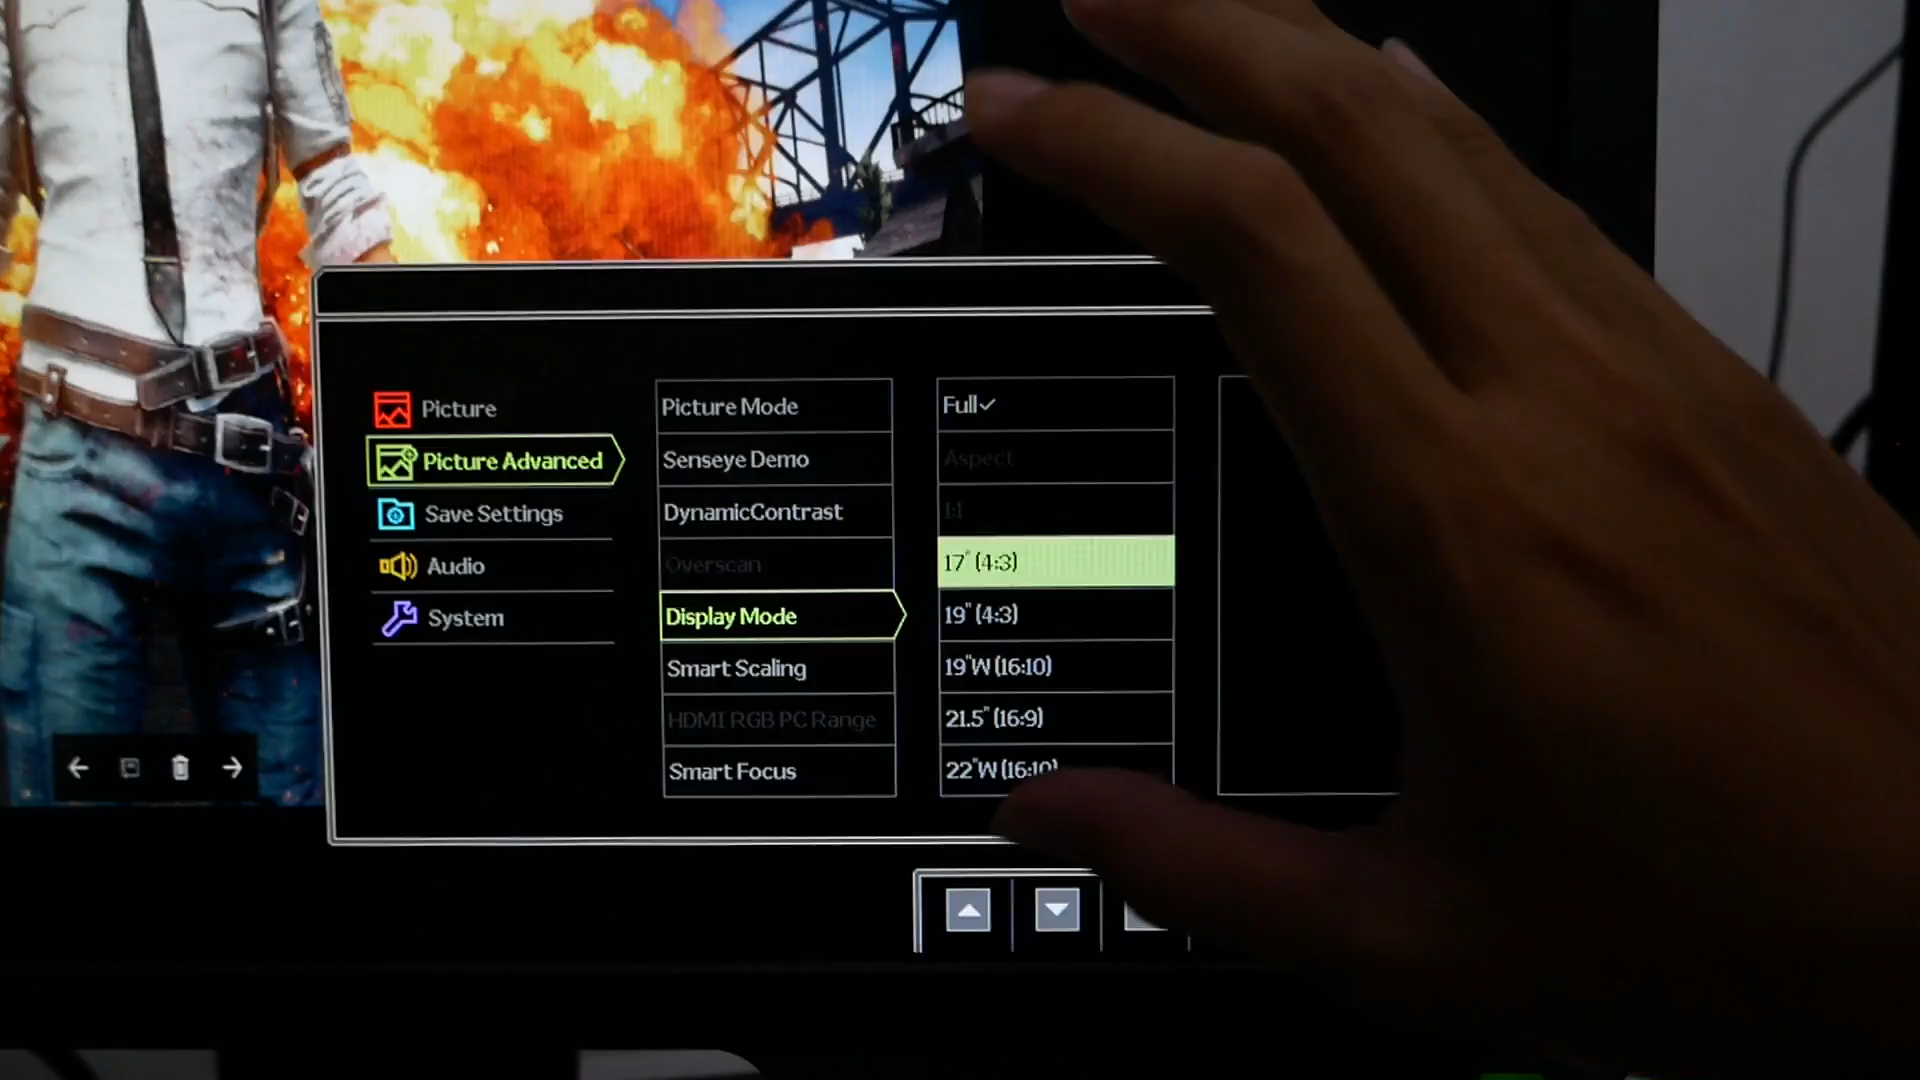 Picture
Picture Advanced
Save Settings
Audio
System
Picture Mode
Senseye Demo
DynamicContrast
Overscan
Display Mode
Smart Scaling
HDMI RGB PC Range
Smart Focus
Full✓
Aspect
1:1
17" (4:3)
19" (4:3)
19"W (16:10)
21.5" (16:9)
22"W (16:10)